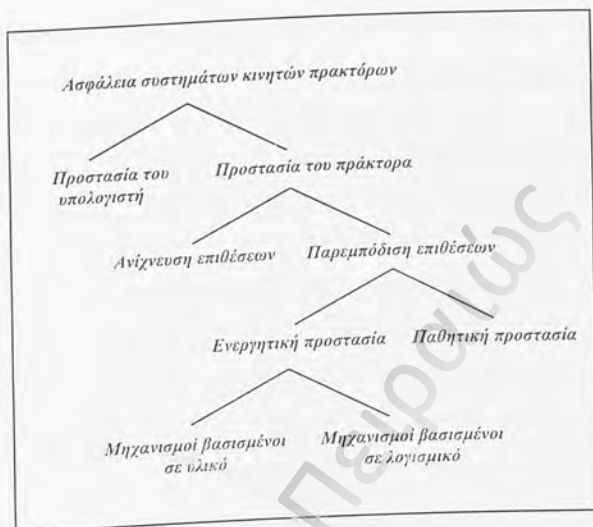 Ασφάλεια συστημάτων κινητών πρακτόρων
Προστασία του
υπολογιστή
Προστασία του πράκτορα
Ανίχνευση επιθέσεων
Παρεμπόδιση επιθέσεων
Ενεργητική προστασία
Παθητική προστασία
Μηχανισμοί βασισμένοι
σε υλικό
Μηχανισμοί βασισμένοι
σε λογισμικό
Πειραιώς